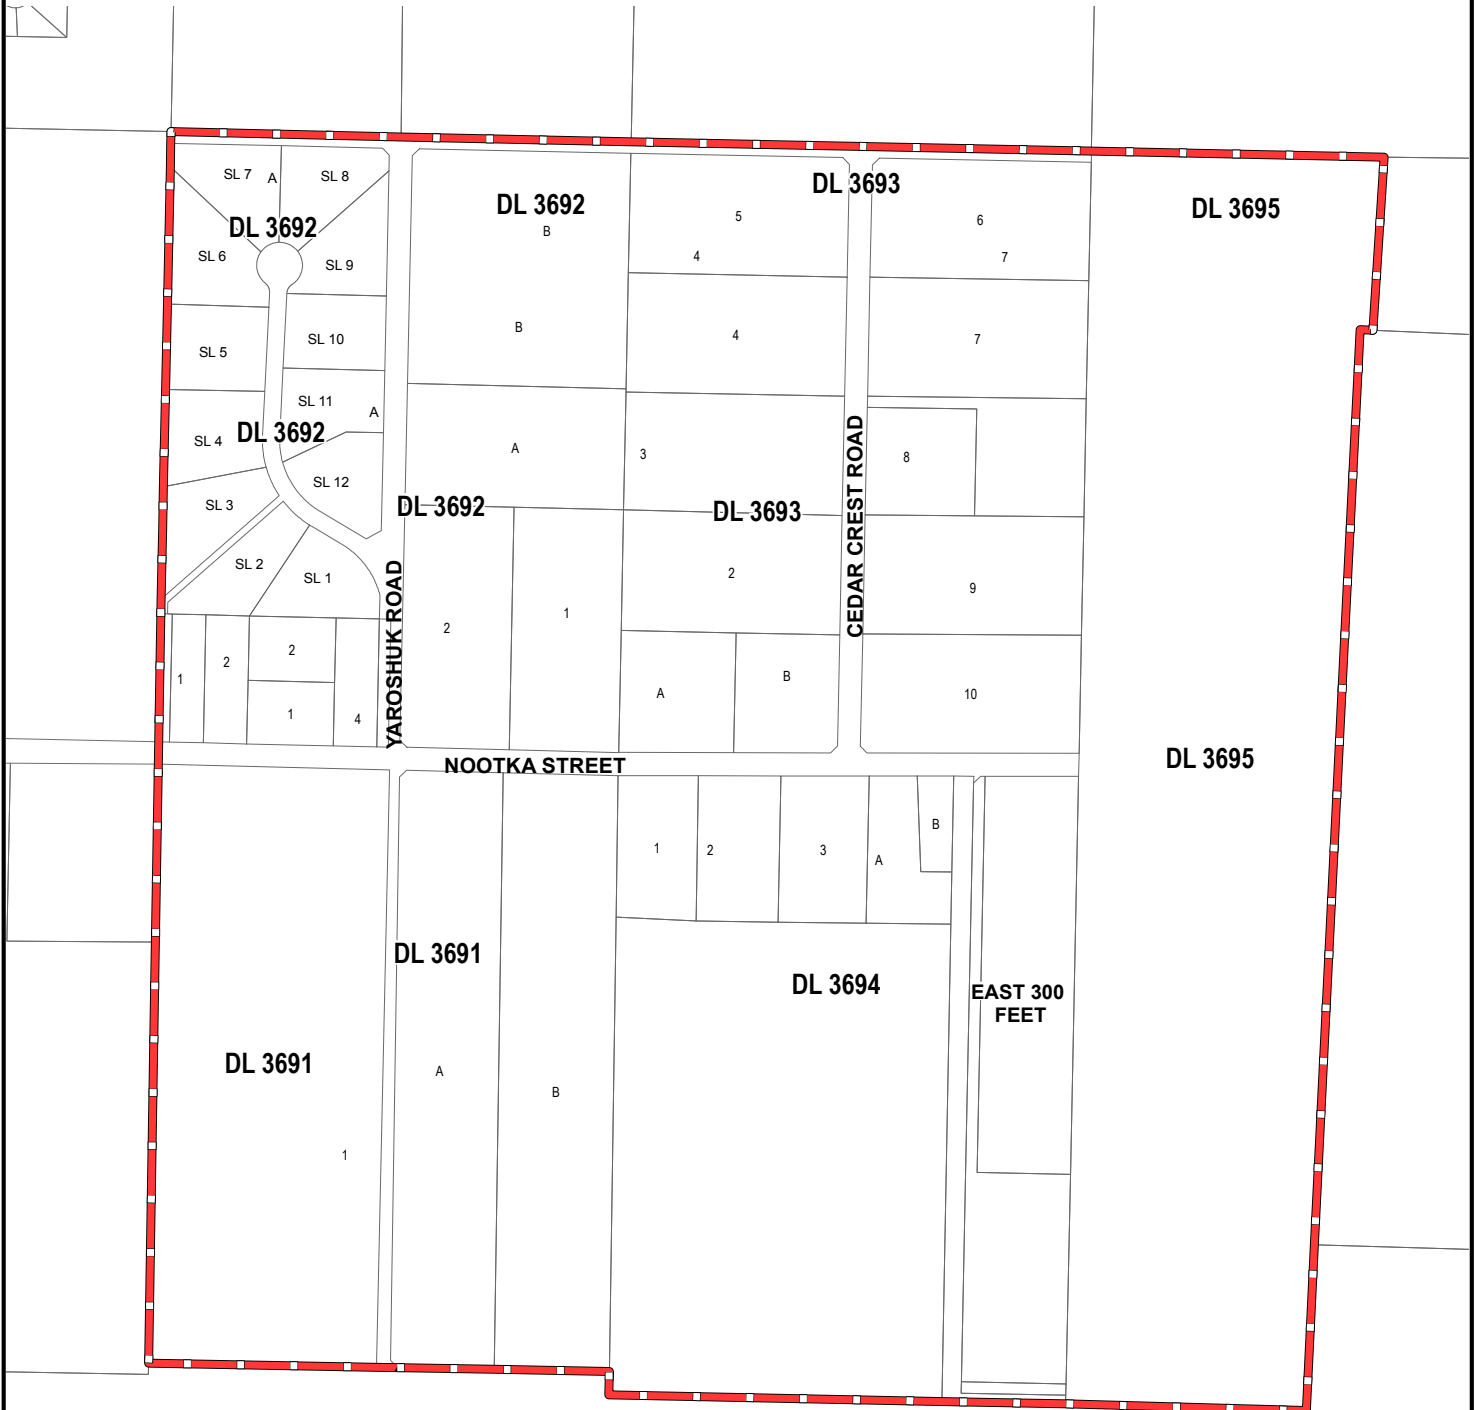 SL 7
A
SL 8
DL 3693
DL 3692
B
DL 3695
5
6
DL 3692
SL 6
SL 9
4
7
B
SL 5
SL 10
4
7
SL 11
A
SL 4
DL 3692
A
3
8
SL 12
SL 3
DL 3692
DL 3693
CEDAR CREST ROAD
SL 2
SL 1
2
9
YAROSHUK ROAD
2
1
1
2
2
1
4
A
B
10
NOOTKA STREET
DL 3695
1
2
3
A
B
DL 3691
DL 3694
EAST 300
FEET
DL 3691
A
B
1